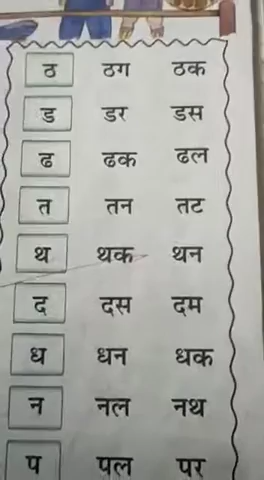 ठ ठग ठक
ड डर डस
ढ ढक ढल
त तन तट
थ थक थन
द दस दम
ध धन धक
न नल नथ
प पल पर